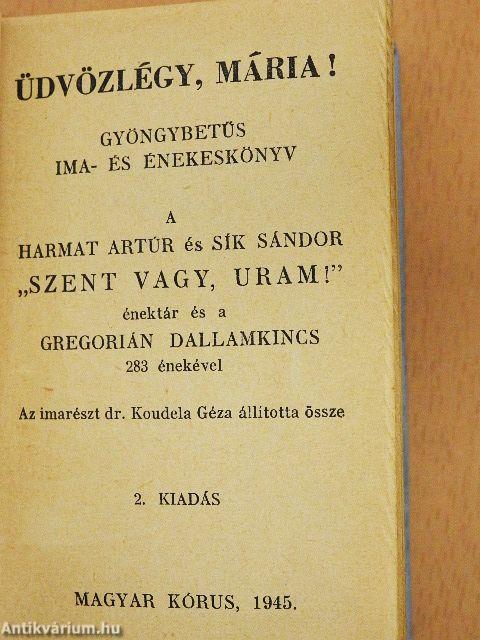 ÜDVÖZLÉGY, MÁRIA!
GYÖNGYBETŰS
IMA- ÉS ÉNEKESKÖNYV
A
HARMAT ARTÚR és SÍK SÁNDOR
„SZENT VAGY, URAM!"
énektár és a
GREGORIÁN DALLAMKINCS
283 énekével
Az imarészt dr. Koudela Géza állította össze
2. KIADÁS
MAGYAR KÓRUS, 1945.
Antikvárium.hu